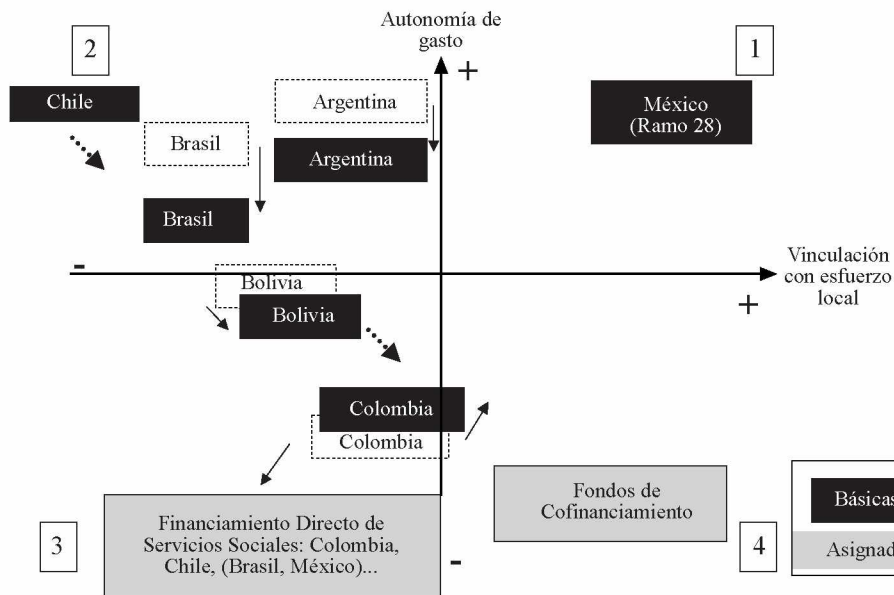 Autonomía de
gasto
2
1
+
Chile
Argentina
México
(Ramo 28)
Brasil
Argentina
Brasil
-
Vinculación
con esfuerzo
local
+
Bolivia
Bolivia
Colombia
Colombia
Fondos de
Cofinanciamiento
Básicas
3
Financiamiento Directo de
Servicios Sociales: Colombia,
Chile, (Brasil, México)...
-
4
Asignad